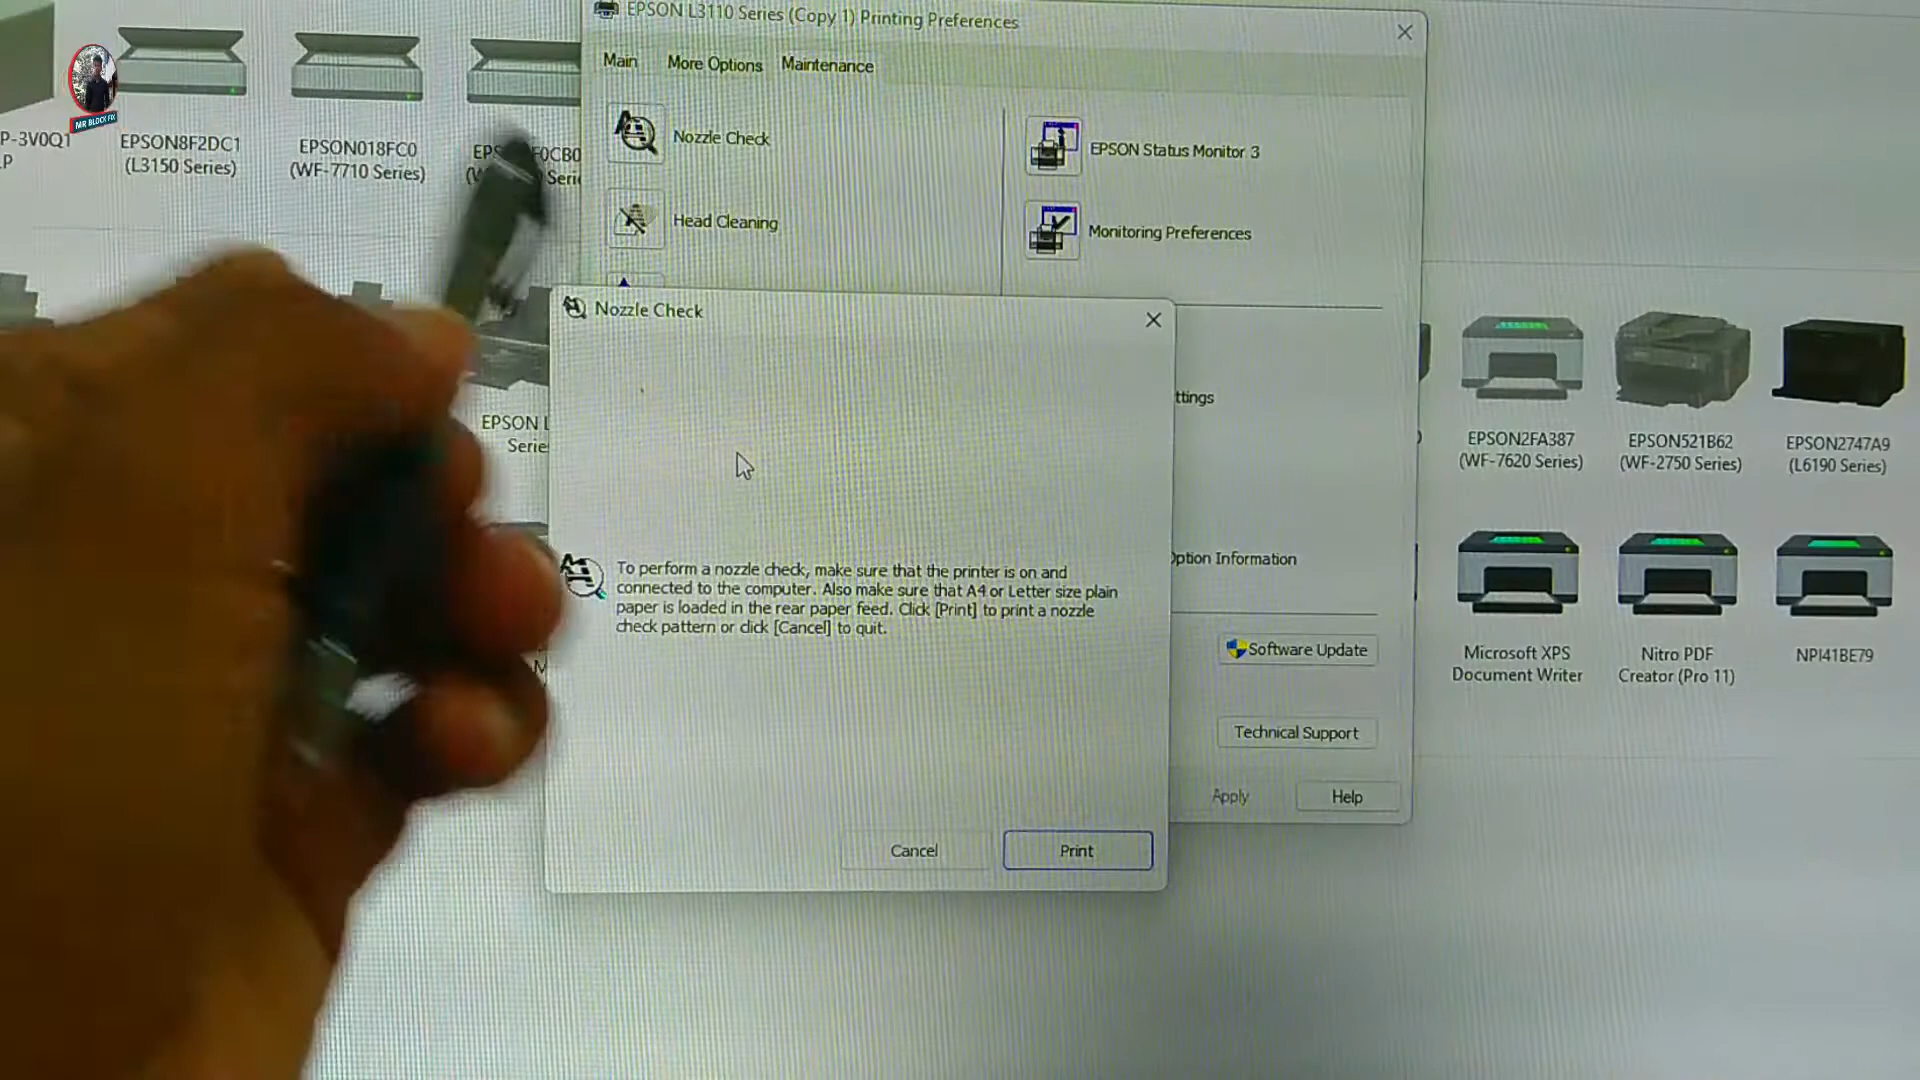 EPSON L3110 Series (Copy 1) Printing Preferences
Main
More Options
Maintenance
Nozzle Check
Head Cleaning
EPSON Status Monitor 3
Monitoring Preferences
ttings
ption Information
Software Update
Technical Support
Apply
Help
Nozzle Check
To perform a nozzle check, make sure that the printer is on and
connected to the computer. Also make sure that A4 or Letter size plain
paper is loaded in the rear paper feed. Click [Print] to print a nozzle
check pattern or click [Cancel] to quit.
Cancel
Print
MR BLOCK FIX
P-3V0Q1
P
EPSON8F2DC1
(L3150 Series)
EPSON018FC0
(WF-7710 Series)
EPSON L
Serie
EPSON2FA387
(WF-7620 Series)
EPSON521B62
(WF-2750 Series)
EPSON2747A9
(L6190 Series)
Microsoft XPS
Document Writer
Nitro PDF
Creator (Pro 11)
NPI41BE79